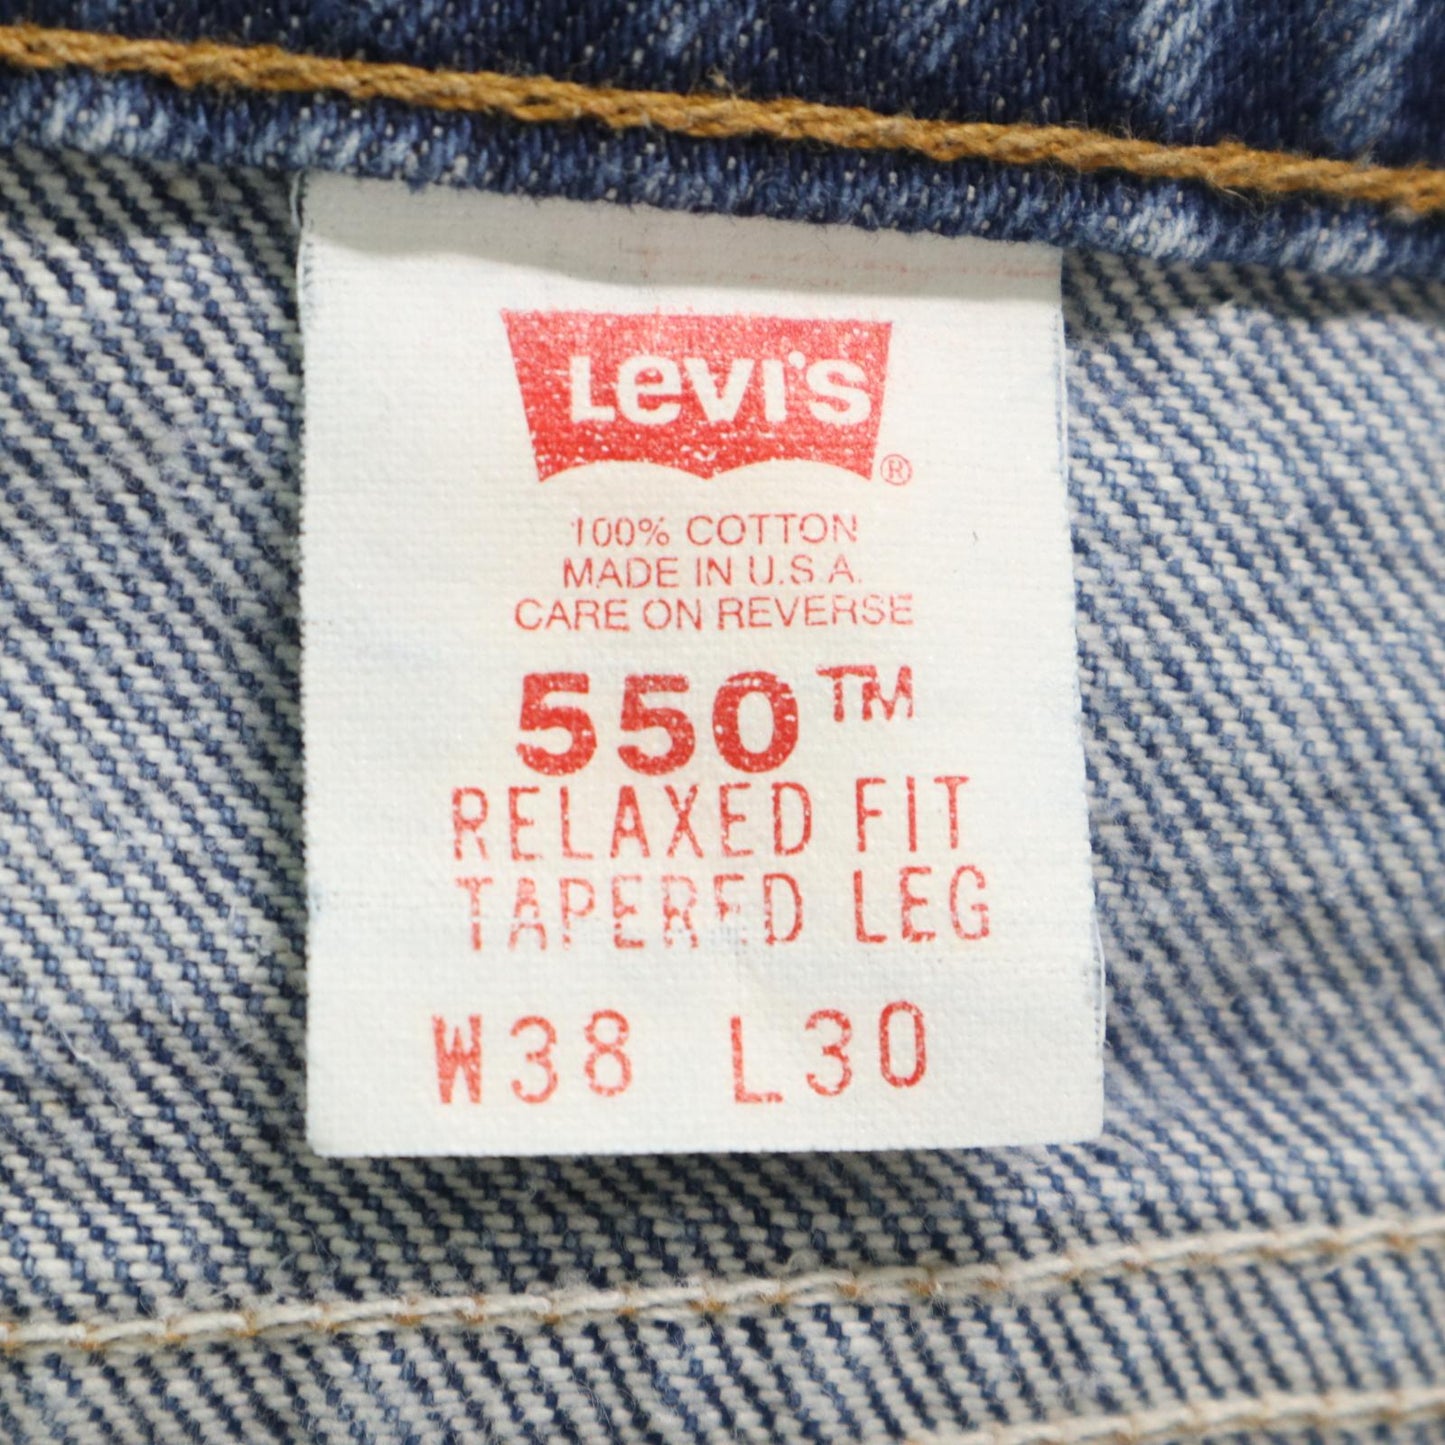 Levi's ®
100% COTTON
MADE IN U.S.A.
CARE ON REVERSE
550™
RELAXED FIT
TAPERED LEG
W38 L30